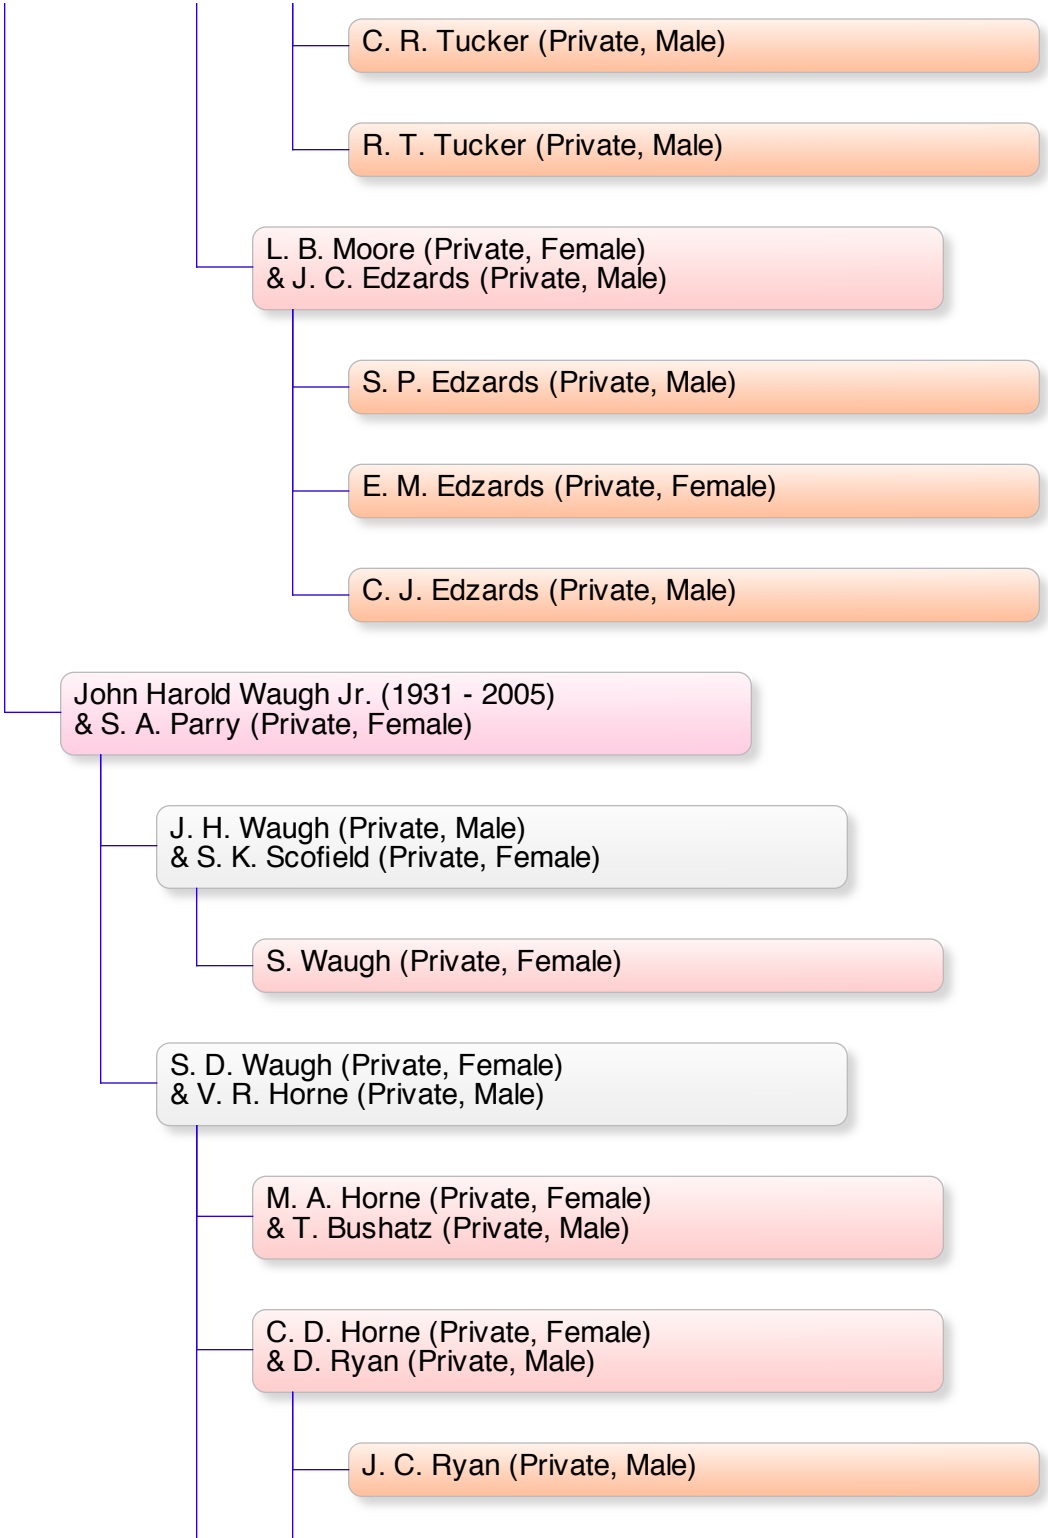 C. R. Tucker (Private, Male)
R. T. Tucker (Private, Male)
L. B. Moore (Private, Female)
& J. C. Edzards (Private, Male)
S. P. Edzards (Private, Male)
E. M. Edzards (Private, Female)
C. J. Edzards (Private, Male)
John Harold Waugh Jr. (1931 - 2005)
& S. A. Parry (Private, Female)
J. H. Waugh (Private, Male)
& S. K. Scofield (Private, Female)
S. Waugh (Private, Female)
S. D. Waugh (Private, Female)
& V. R. Horne (Private, Male)
M. A. Horne (Private, Female)
& T. Bushatz (Private, Male)
C. D. Horne (Private, Female)
& D. Ryan (Private, Male)
J. C. Ryan (Private, Male)